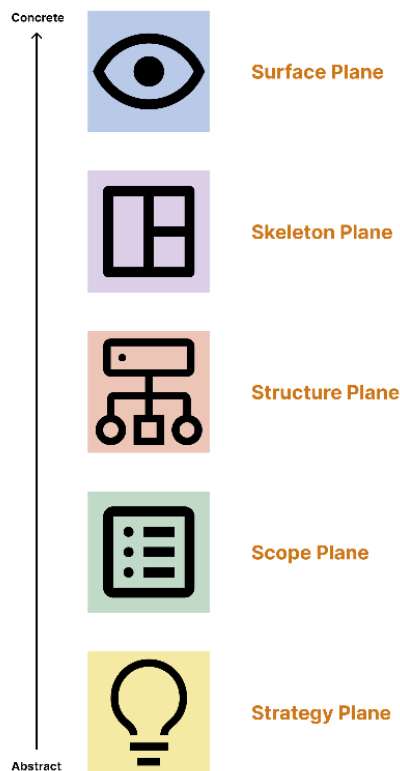 Concrete
Surface Plane
Skeleton Plane
Structure Plane
Scope Plane
Strategy Plane
Abstract